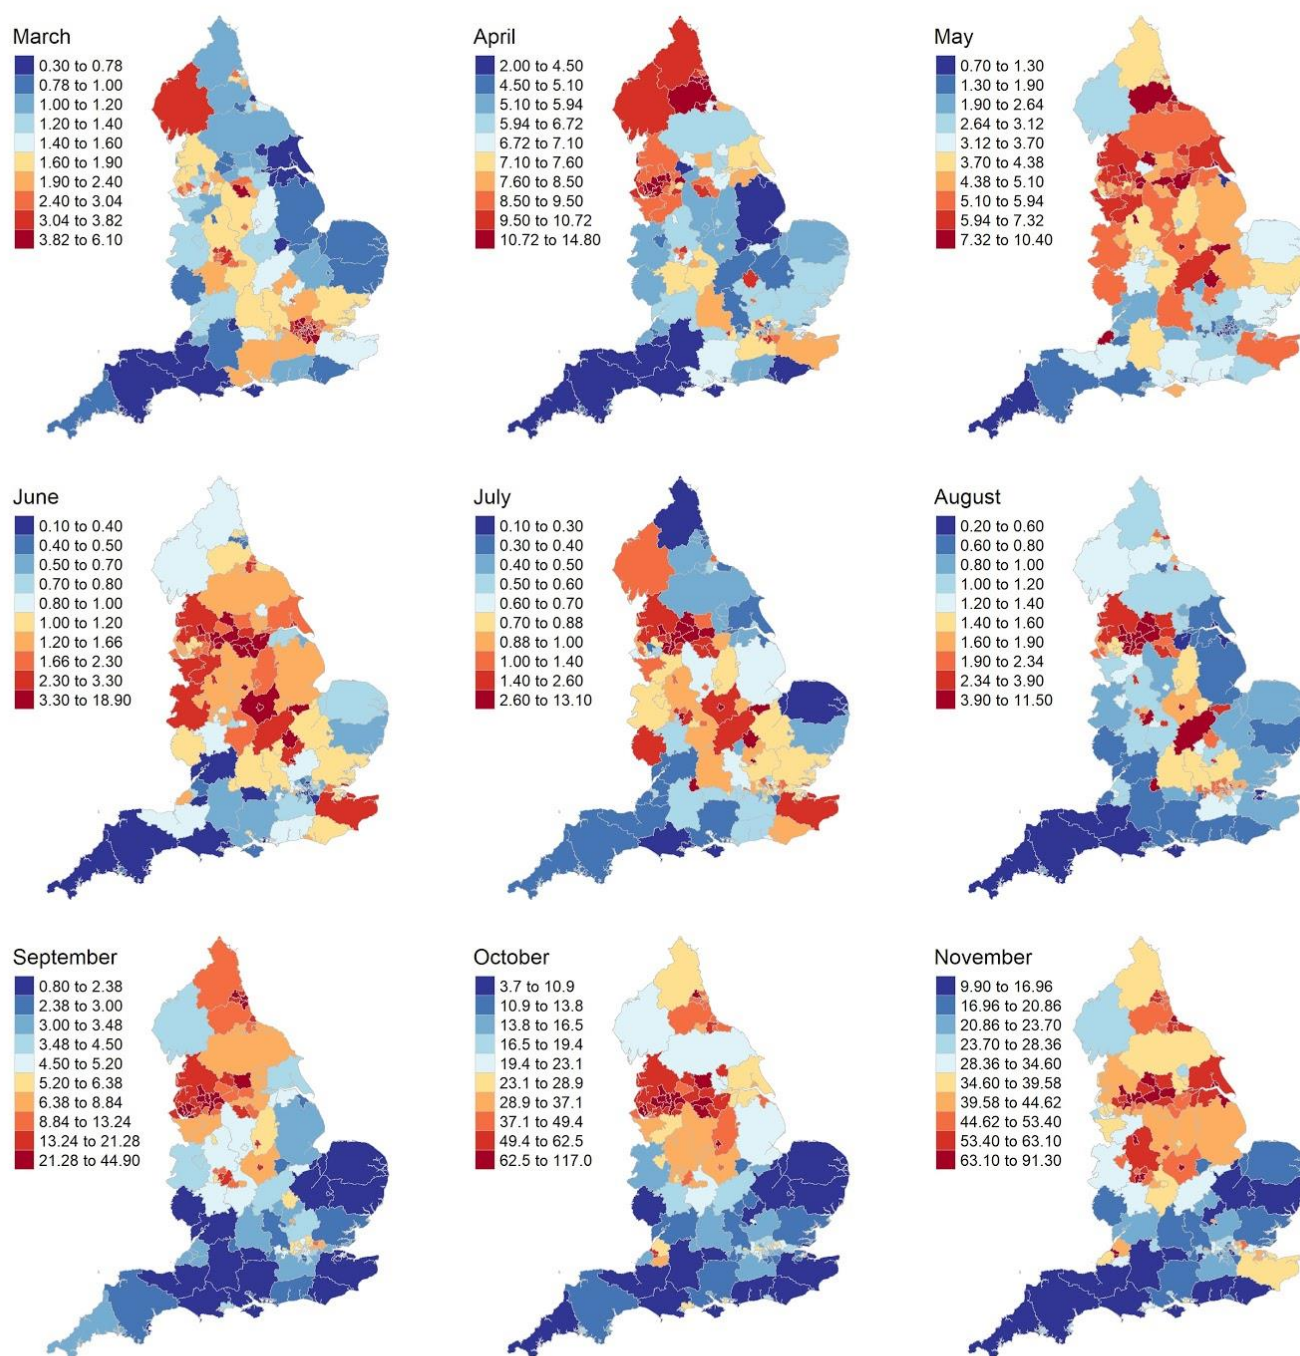 March
0.30 to 0.78
0.78 to 1.00
1.00 to 1.20
1.20 to 1.40
1.40 to 1.60
1.60 to 1.90
1.90 to 2.40
2.40 to 3.04
3.04 to 3.82
3.82 to 6.10
April
2.00 to 4.50
4.50 to 5.10
5.10 to 5.94
5.94 to 6.72
6.72 to 7.10
7.10 to 7.60
7.60 to 8.50
8.50 to 9.50
9.50 to 10.72
10.72 to 14.80
May
0.70 to 1.30
1.30 to 1.90
1.90 to 2.64
2.64 to 3.12
3.12 to 3.70
3.70 to 4.38
4.38 to 5.10
5.10 to 5.94
5.94 to 7.32
7.32 to 10.40
June
0.10 to 0.40
0.40 to 0.50
0.50 to 0.70
0.70 to 0.80
0.80 to 1.00
1.00 to 1.20
1.20 to 1.66
1.66 to 2.30
2.30 to 3.30
3.30 to 18.90
July
0.10 to 0.30
0.30 to 0.40
0.40 to 0.50
0.50 to 0.60
0.60 to 0.70
0.70 to 0.88
0.88 to 1.00
1.00 to 1.40
1.40 to 2.60
2.60 to 13.10
August
0.20 to 0.60
0.60 to 0.80
0.80 to 1.00
1.00 to 1.20
1.20 to 1.40
1.40 to 1.60
1.60 to 1.90
1.90 to 2.34
2.34 to 3.90
3.90 to 11.50
September
0.80 to 2.38
2.38 to 3.00
3.00 to 3.48
3.48 to 4.50
4.50 to 5.20
5.20 to 6.38
6.38 to 8.84
8.84 to 13.24
13.24 to 21.28
21.28 to 44.90
October
3.7 to 10.9
10.9 to 13.8
13.8 to 16.5
16.5 to 19.4
19.4 to 23.1
23.1 to 28.9
28.9 to 37.1
37.1 to 49.4
49.4 to 62.5
62.5 to 117.0
November
9.90 to 16.96
16.96 to 20.86
20.86 to 23.70
23.70 to 28.36
28.36 to 34.60
34.60 to 39.58
39.58 to 44.62
44.62 to 53.40
53.40 to 63.10
63.10 to 91.30